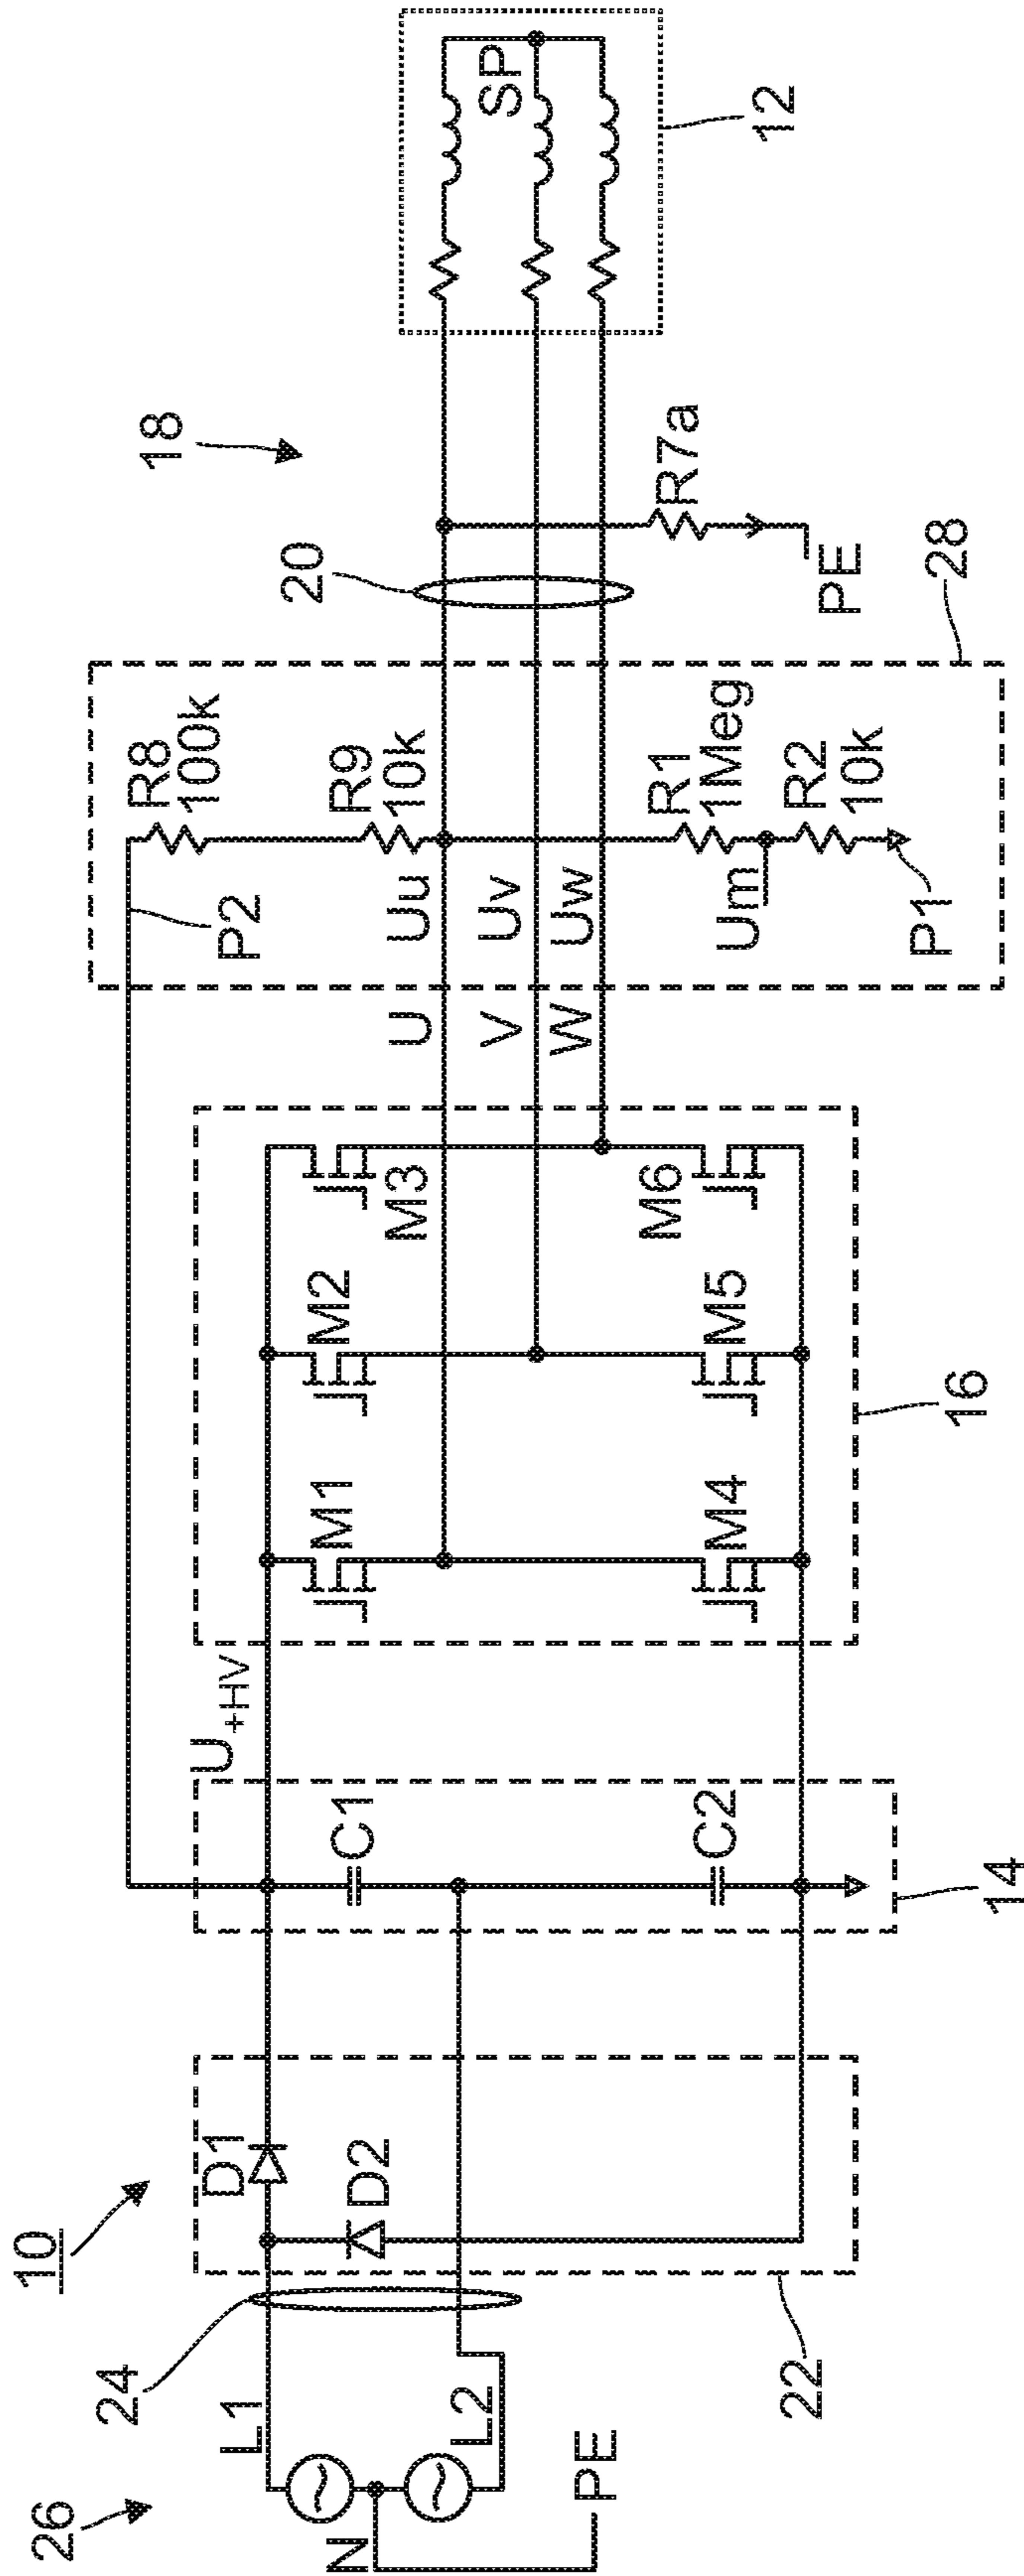 10
26
24
L1
L2
N
PE
22
D1
D2
14
C1
C2
U+HV
16
M1
M2
M3
M4
M5
M6
U
V
W
28
P2
R8
100k
R9
10k
Uu
Uv
Uw
R1
1Meg
Um
R2
10k
P1
20
18
R7a
PE
12
SP